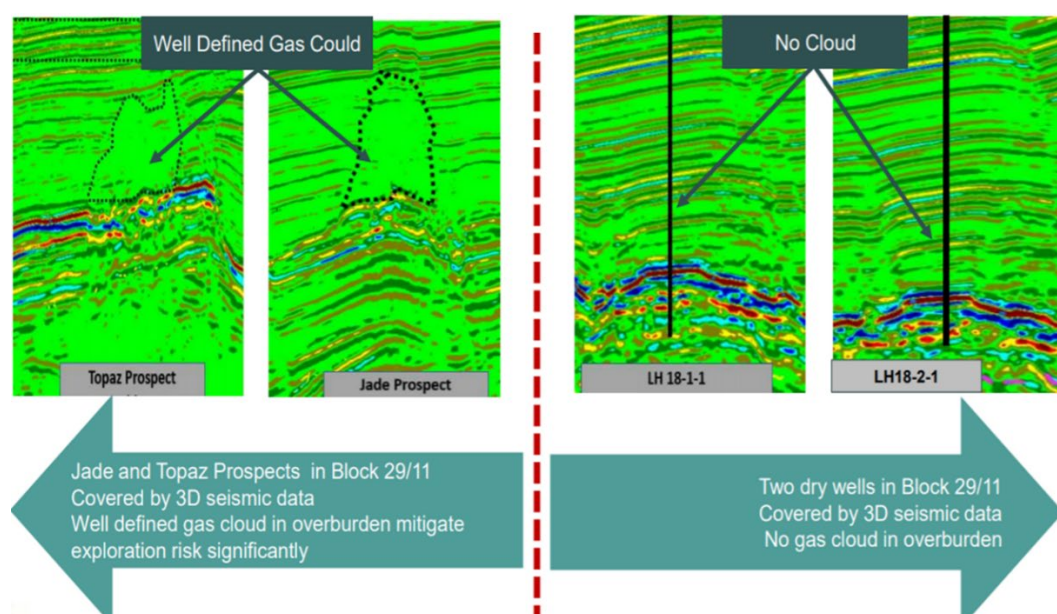 Well Defined Gas Could
No Cloud
Topaz Prospect
Jade Prospect
LH 18-1-1
LH18-2-1
Jade and Topaz Prospects in Block 29/11
Covered by 3D seismic data
Well defined gas cloud in overburden mitigate
exploration risk significantly
Two dry wells in Block 29/11
Covered by 3D seismic data
No gas cloud in overburden